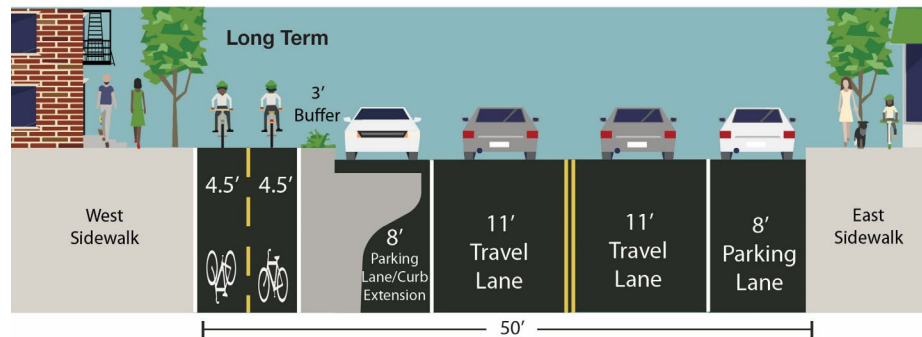 Long Term
3'
Buffer
4.5' 4.5'
West
Sidewalk
8'
Parking
Lane/Curb
Extension
11'
Travel
Lane
11'
Travel
Lane
8'
Parking
Lane
East
Sidewalk
50'